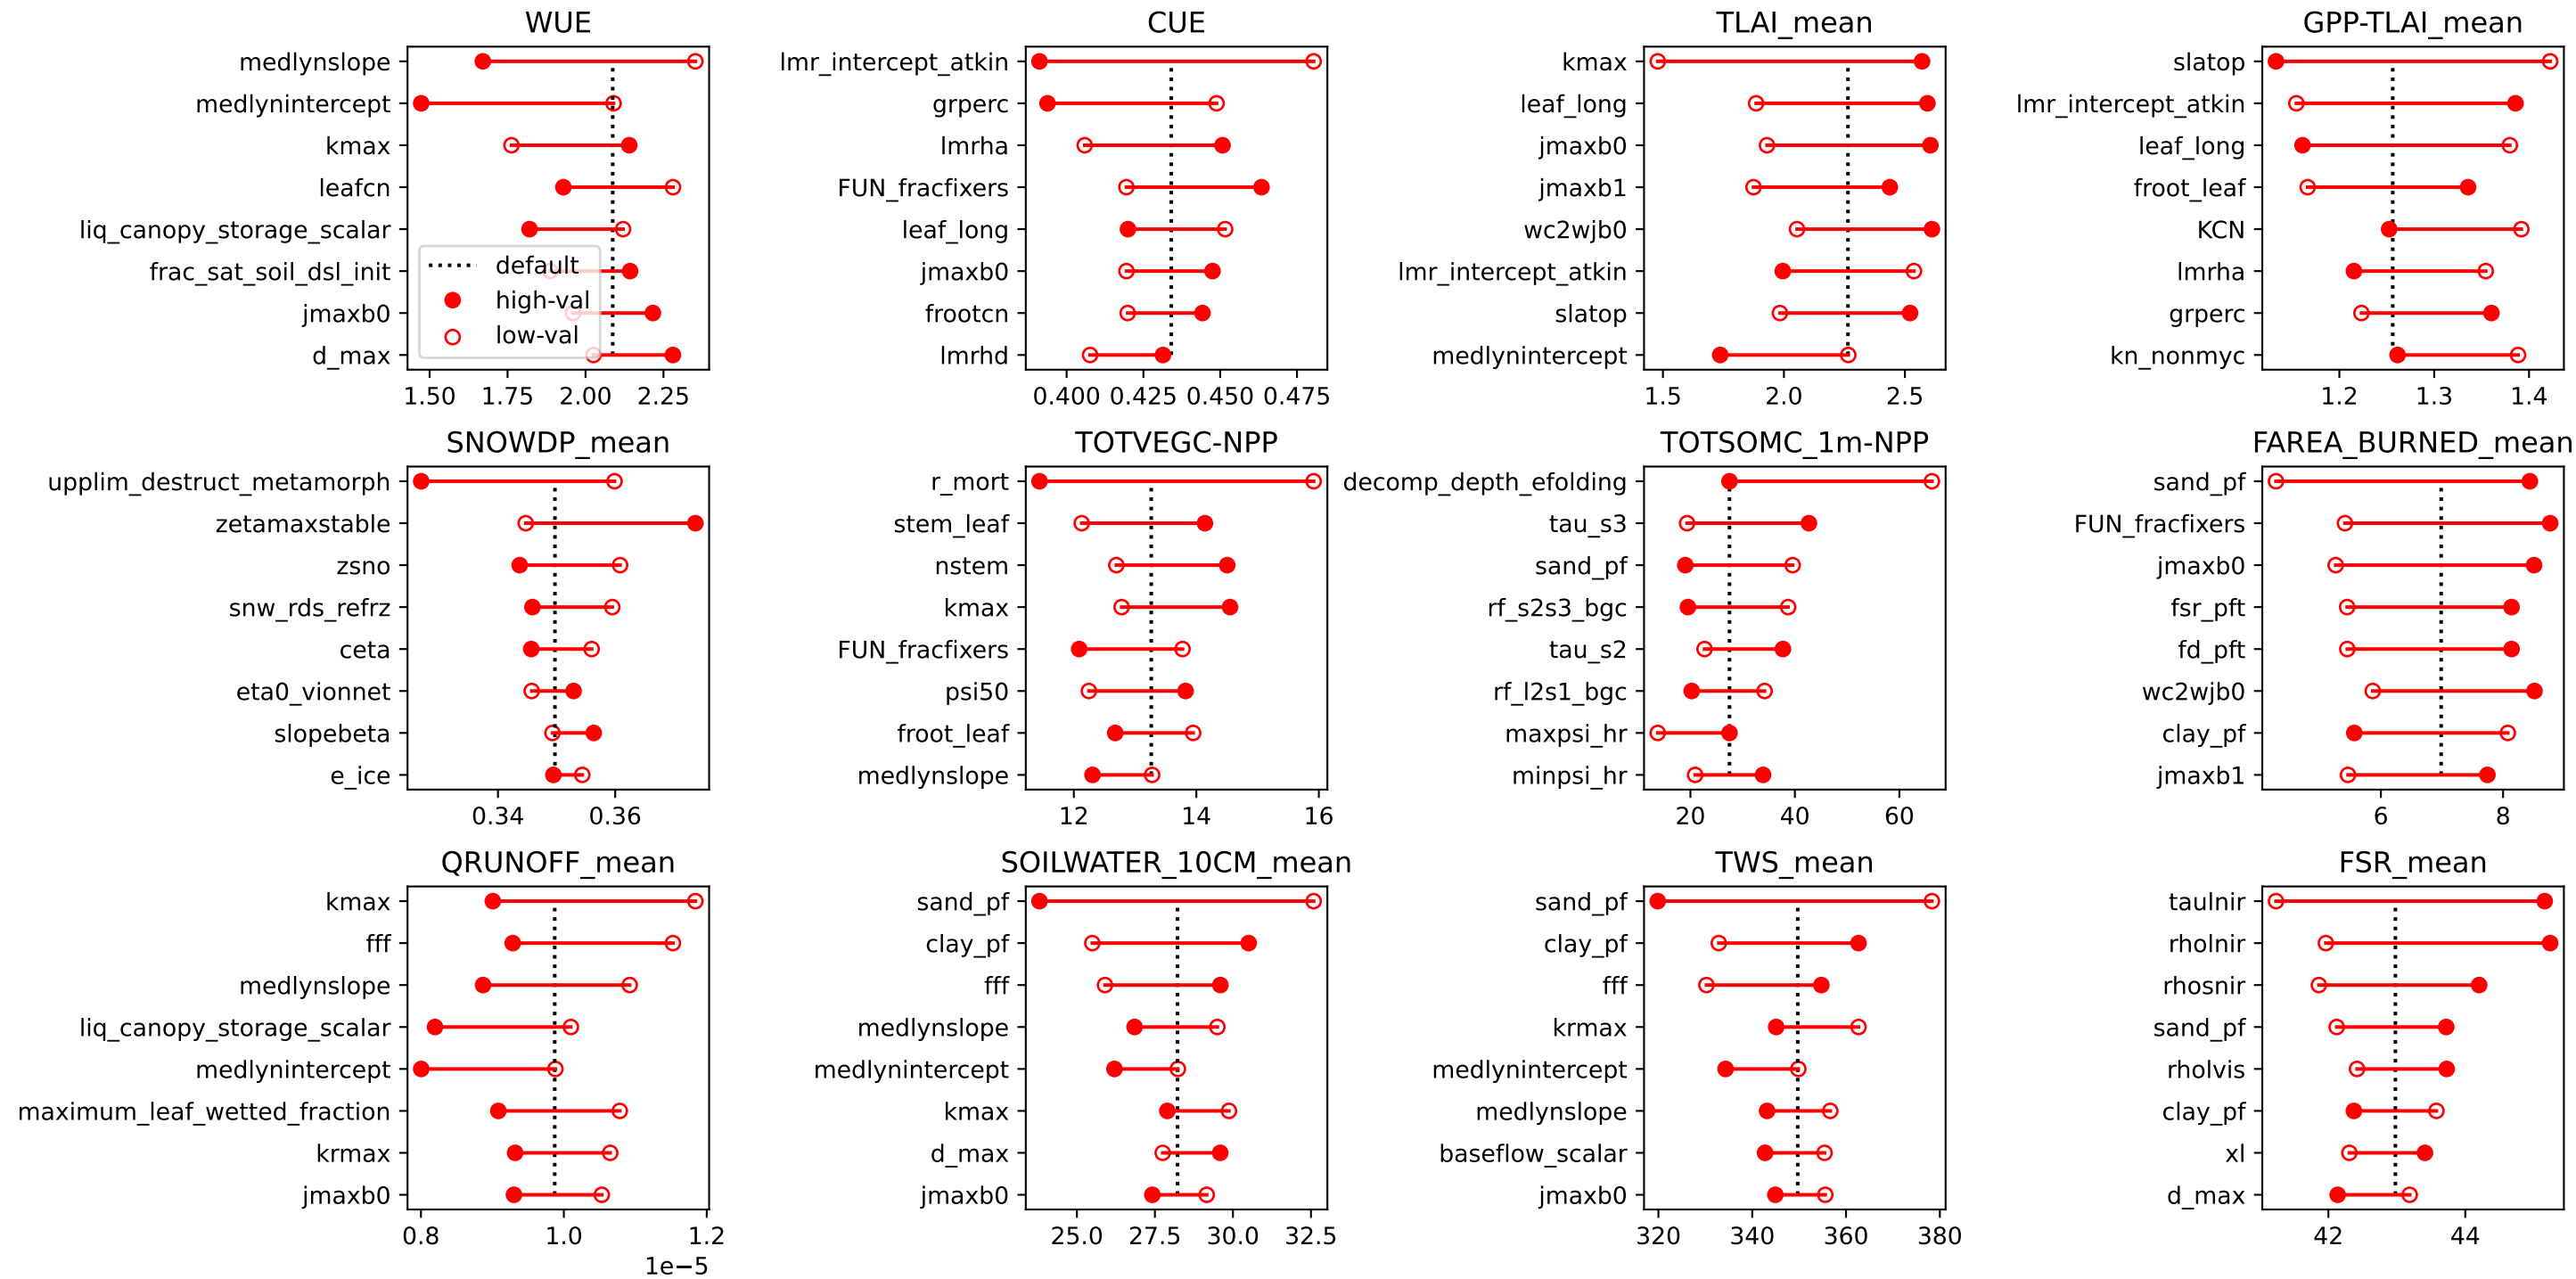 WUE
medlynslope
medlynintercept
kmax
leafcn
liq_canopy_storage_scalar
frac_sat_soil_dsl_init
jmaxb0
d_max
default
high-val
low-val
1.50 1.75 2.00 2.25
CUE
lmr_intercept_atkin
grperc
lmrha
FUN_fracfixers
leaf_long
jmaxb0
frootcn
lmrhd
0.400 0.425 0.450 0.475
TLAI_mean
kmax
leaf_long
jmaxb0
jmaxb1
wc2wjb0
lmr_intercept_atkin
slatop
medlynintercept
1.5 2.0 2.5
GPP-TLAI_mean
slatop
lmr_intercept_atkin
leaf_long
froot_leaf
KCN
lmrha
grperc
kn_nonmyc
1.2 1.3 1.4
SNOWDP_mean
upplim_destruct_metamorph
zetamaxstable
zsno
snw_rds_refrz
ceta
eta0_vionnet
slopebeta
e_ice
0.34 0.36
TOTVEGC-NPP
r_mort
stem_leaf
nstem
kmax
FUN_fracfixers
psi50
froot_leaf
medlynslope
12 14 16
TOTSOMC_1m-NPP
decomp_depth_efolding
tau_s3
sand_pf
rf_s2s3_bgc
tau_s2
rf_l2s1_bgc
maxpsi_hr
minpsi_hr
20 40 60
FAREA_BURNED_mean
sand_pf
FUN_fracfixers
jmaxb0
fsr_pft
fd_pft
wc2wjb0
clay_pf
jmaxb1
6 8
QRUNOFF_mean
kmax
fff
medlynslope
liq_canopy_storage_scalar
medlynintercept
maximum_leaf_wetted_fraction
krmax
jmaxb0
0.8 1.0 1.2
1e−5
SOILWATER_10CM_mean
sand_pf
clay_pf
fff
medlynslope
medlynintercept
kmax
d_max
jmaxb0
25.0 27.5 30.0 32.5
TWS_mean
sand_pf
clay_pf
fff
krmax
medlynintercept
medlynslope
baseflow_scalar
jmaxb0
320 340 360 380
FSR_mean
taulnir
rholnir
rhosnir
sand_pf
rholvis
clay_pf
xl
d_max
42 44